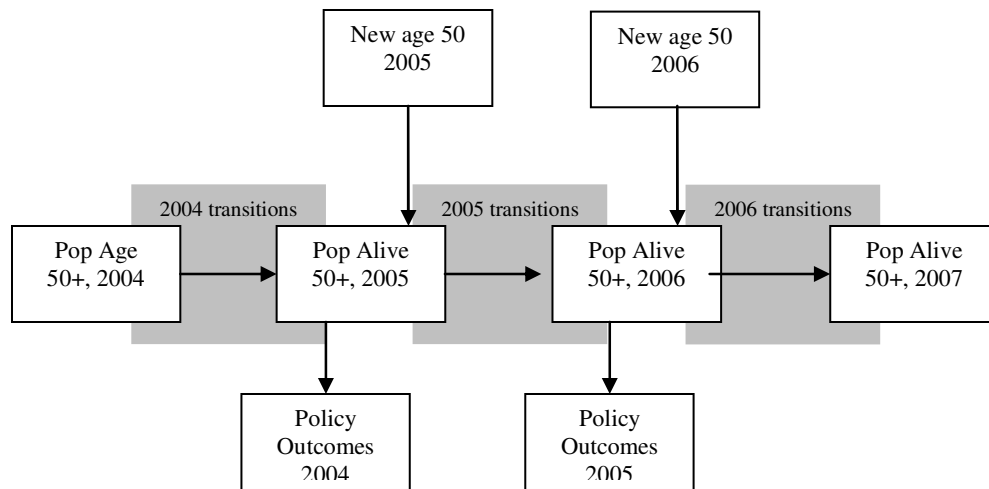 New age 50
2005
New age 50
2006
2004 transitions
2005 transitions
2006 transitions
Pop Age
50+, 2004
Pop Alive
50+, 2005
Pop Alive
50+, 2006
Pop Alive
50+, 2007
Policy
Outcomes
2004
Policy
Outcomes
2005